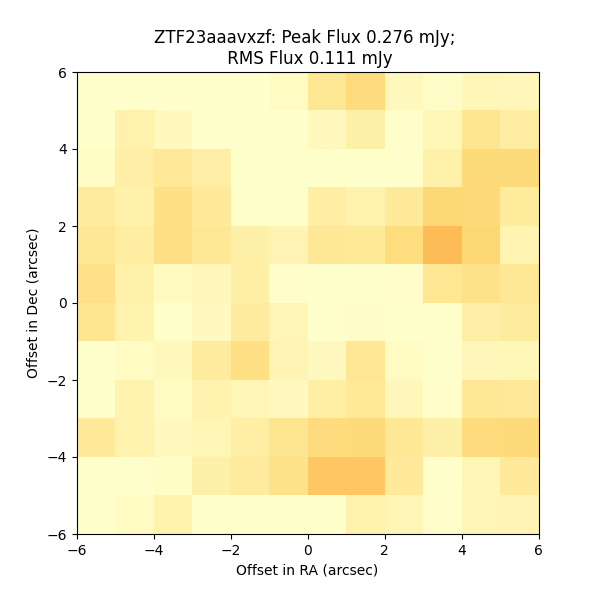 ZTF23aaavxzf: Peak Flux 0.276 mJy;
RMS Flux 0.111 mJy
6
4
2
0
−2
−4
−6
Offset in Dec (arcsec)
−6 −4 −2 0 2 4 6
Offset in RA (arcsec)